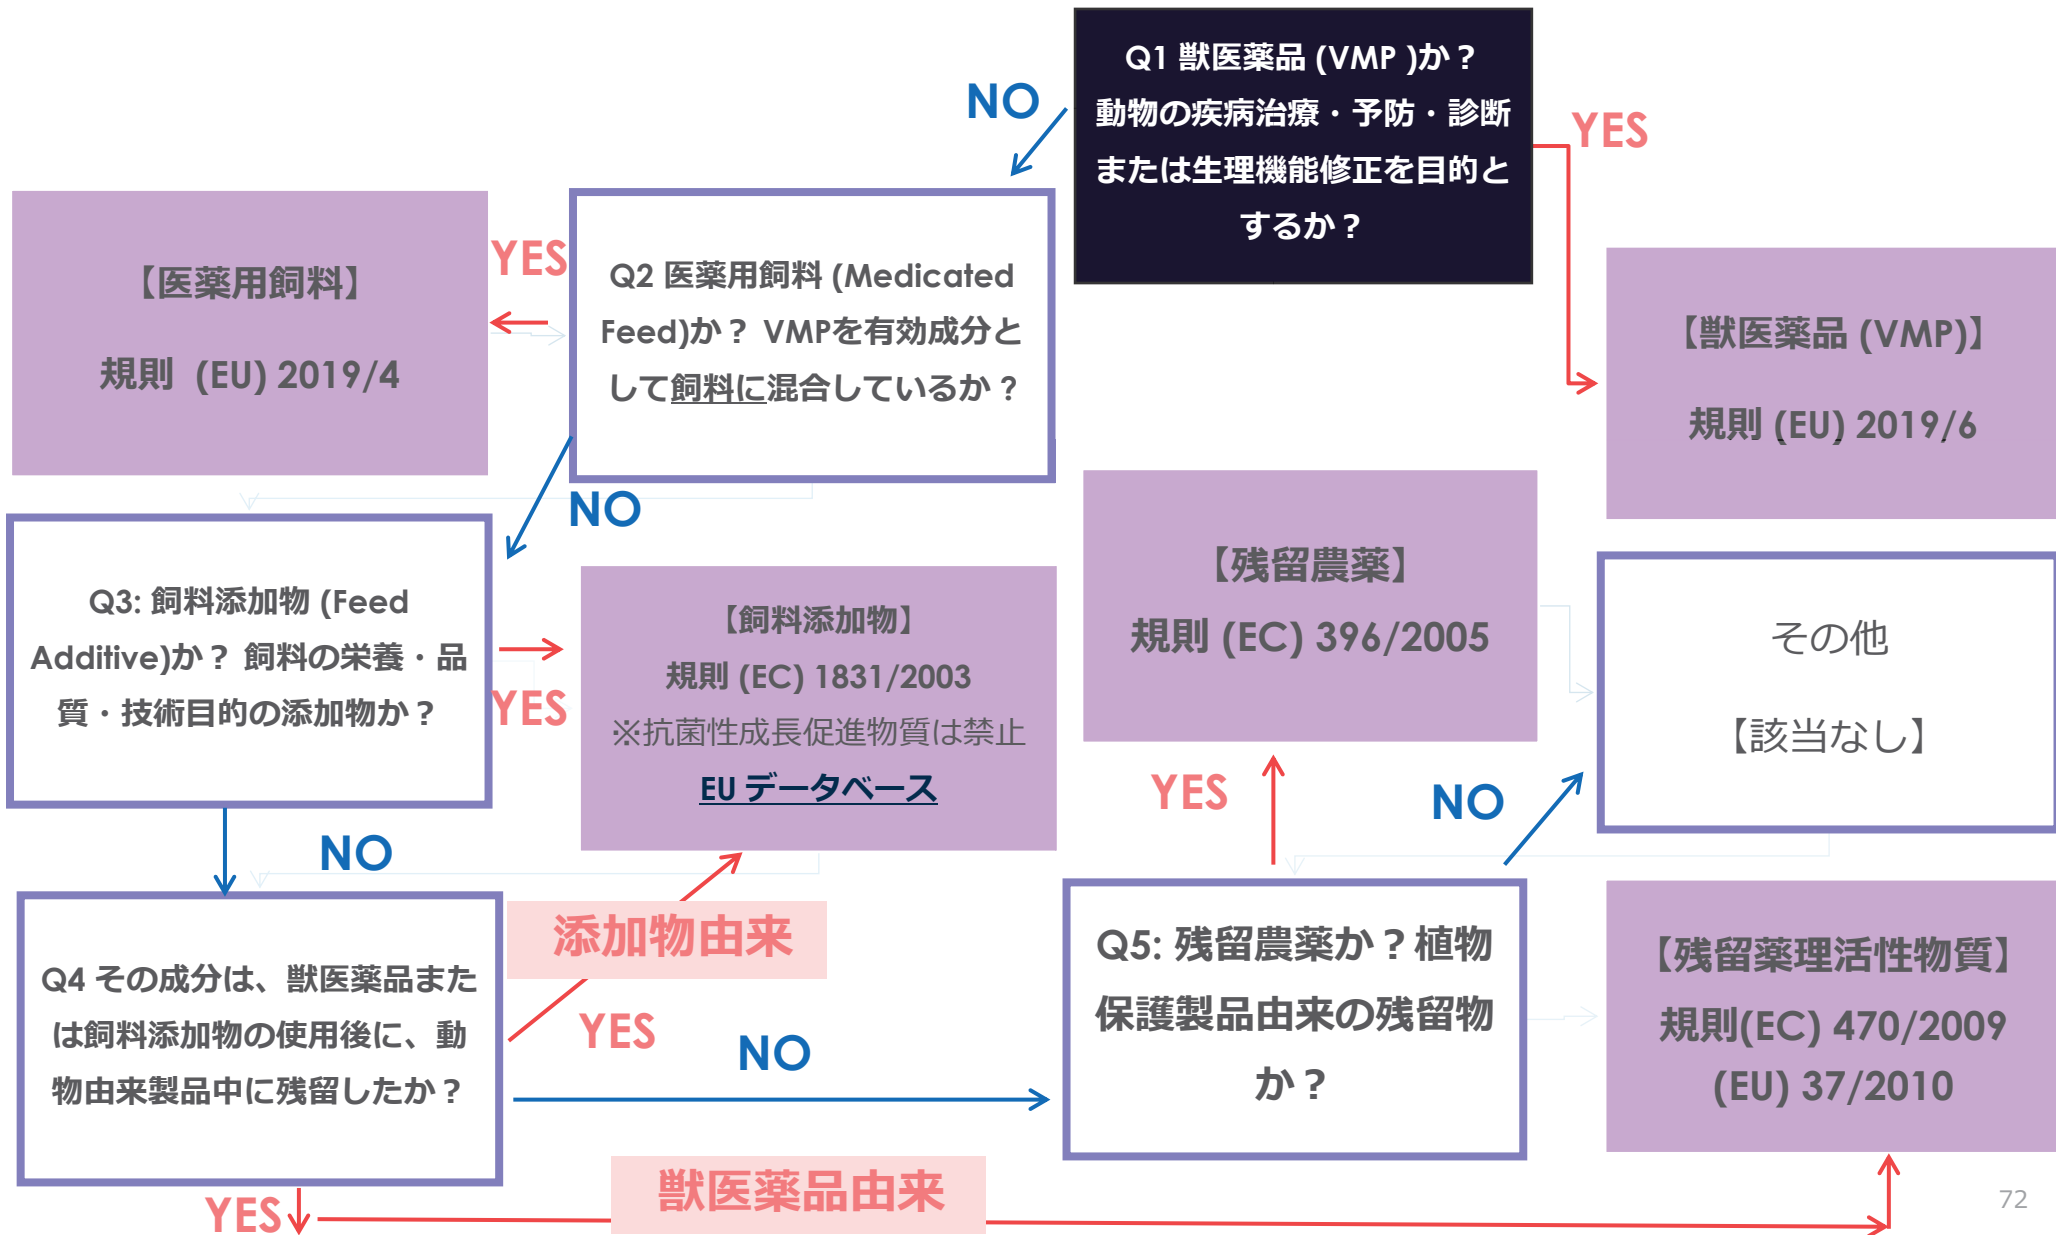 Q1 獣医薬品 (VMP )か？
動物の疾病治療・予防・診断
または生理機能修正を目的と
するか？
NO
YES
【医薬用飼料】
規則 (EU) 2019/4
YES
Q2 医薬用飼料 (Medicated
Feed)か？ VMPを有効成分と
して飼料に混合しているか？
【獣医薬品 (VMP)】
規則 (EU) 2019/6
NO
Q3: 飼料添加物 (Feed
Additive)か？ 飼料の栄養・品
質・技術目的の添加物か？
YES
【飼料添加物】
規則 (EC) 1831/2003
※抗菌性成長促進物質は禁止
EU データベース
【残留農薬】
規則 (EC) 396/2005
その他
【該当なし】
YES
NO
NO
添加物由来
Q4 その成分は、獣医薬品また
は飼料添加物の使用後に、動
物由来製品中に残留したか？
YES
NO
Q5: 残留農薬か？植物
保護製品由来の残留物
か？
【残留薬理活性物質】
規則(EC) 470/2009
(EU) 37/2010
獣医薬品由来
YES
72